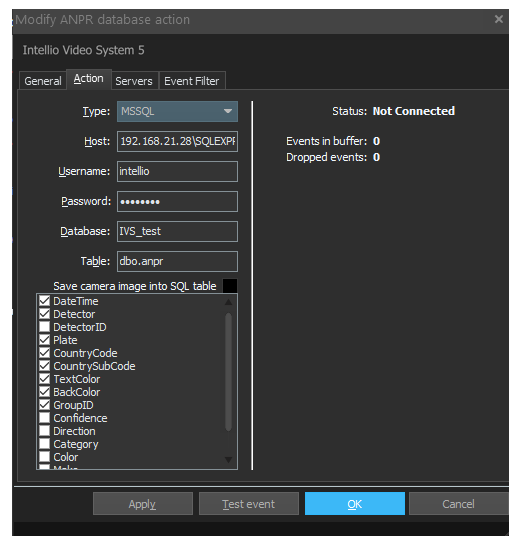 Modify ANPR database action
Intellio Video System 5
General Action Servers Event Filter
Type: MSSQL
Host: 192.168.21.28\SQLEXPR
Username: intellio
Password: ••••••••
Database: IVS_test
Table: dbo.anpr
Save camera image into SQL table
DateTime
Detector
DetectorID
Plate
CountryCode
CountrySubCode
TextColor
BackColor
GroupID
Confidence
Direction
Category
Color
Status: Not Connected
Events in buffer: 0
Dropped events: 0
Apply Test event OK Cancel